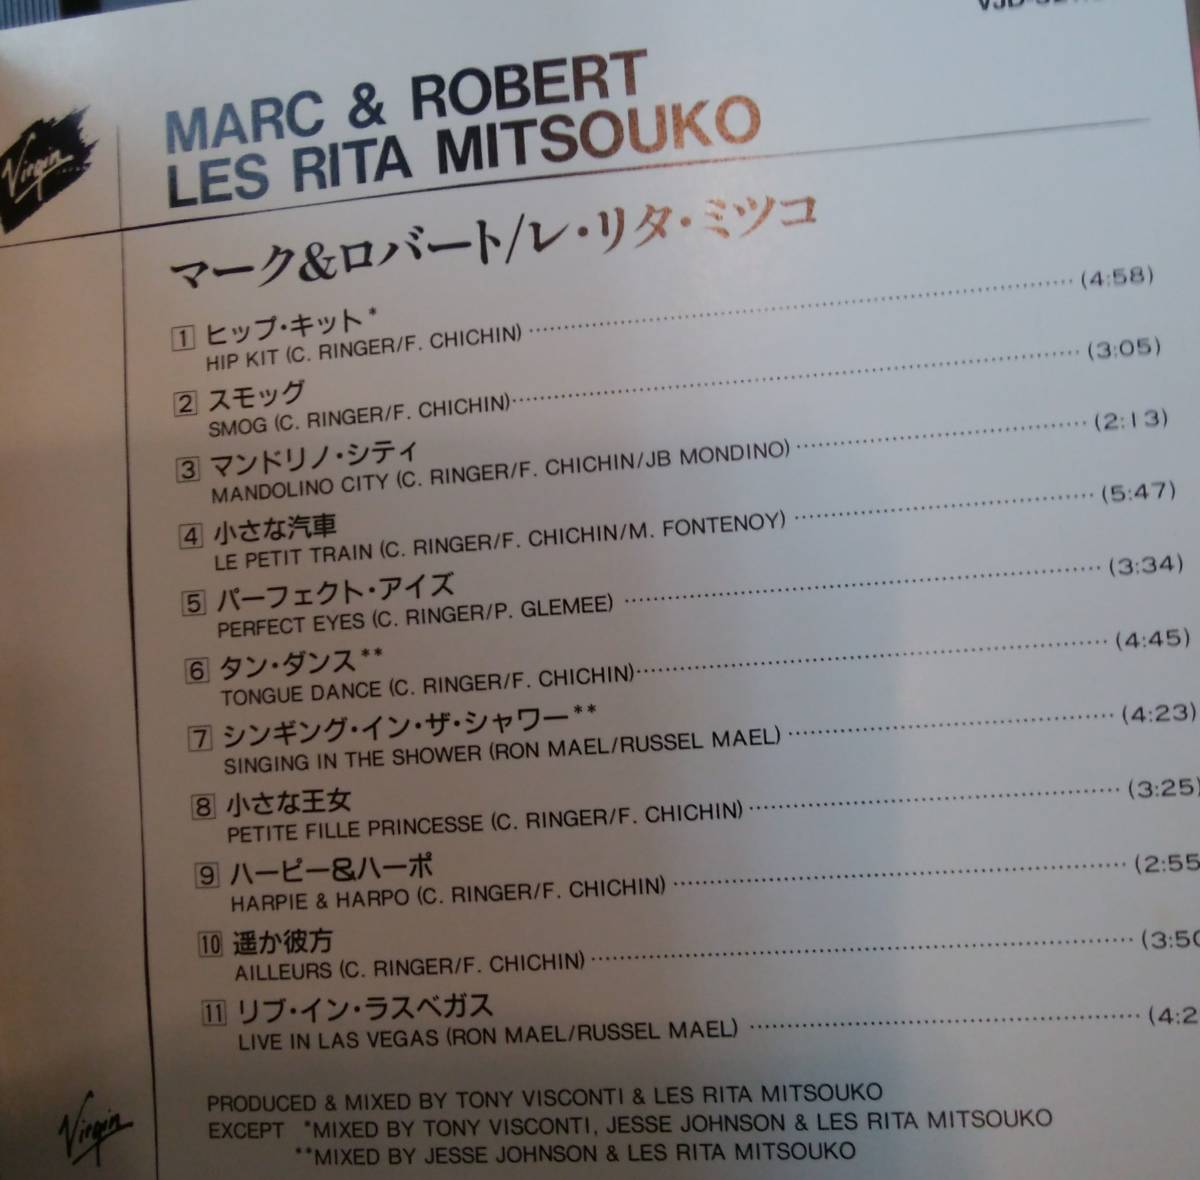 MARC & ROBERT
LES RITA MITSOUKO
Virgin
マーク&ロバート/レ・リタ・ミツコ
1 ヒップ・キット*
HIP KIT (C. RINGER/F. CHICHIN) (4:58)
2 スモッグ
SMOG (C. RINGER/F. CHICHIN) (3:05)
3 マンドリノ・シティ
MANDOLINO CITY (C. RINGER/F. CHICHIN/JB MONDINO) (2:13)
4 小さな汽車
LE PETIT TRAIN (C. RINGER/F. CHICHIN/M. FONTENOY) (5:47)
5 パーフェクト・アイズ
PERFECT EYES (C. RINGER/P. GLEMEE) (3:34)
6 タン・ダンス**
TONGUE DANCE (C. RINGER/F. CHICHIN) (4:45)
7 シンギング・イン・ザ・シャワー**
SINGING IN THE SHOWER (RON MAEL/RUSSEL MAEL) (4:23)
8 小さな王女
PETITE FILLE PRINCESSE (C. RINGER/F. CHICHIN) (3:25)
9 ハーピー&ハーポ
HARPIE & HARPO (C. RINGER/F. CHICHIN) (2:55
10 遥か彼方
AILLEURS (C. RINGER/F. CHICHIN) (3:50
11 リブ・イン・ラスベガス
LIVE IN LAS VEGAS (RON MAEL/RUSSEL MAEL) (4:2
PRODUCED & MIXED BY TONY VISCONTI & LES RITA MITSOUKO
EXCEPT *MIXED BY TONY VISCONTI, JESSE JOHNSON & LES RITA MITSOUKO
**MIXED BY JESSE JOHNSON & LES RITA MITSOUKO
Virgin